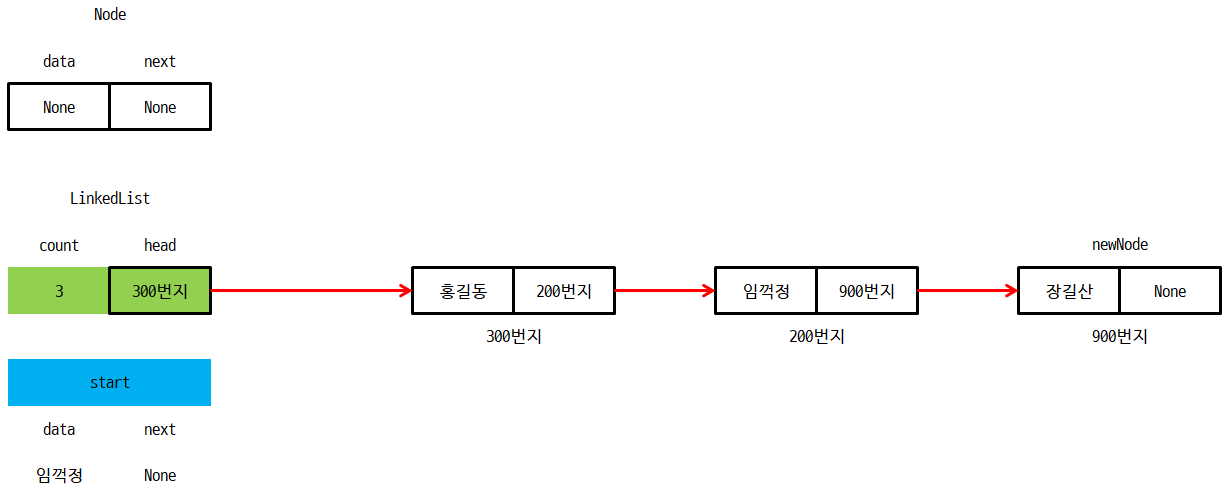 Node
data next
None None
LinkedList
count head newNode
3 300번지 홍길동 200번지 임꺽정 900번지 장길산 None
300번지 200번지 900번지
start
data next
임꺽정 None